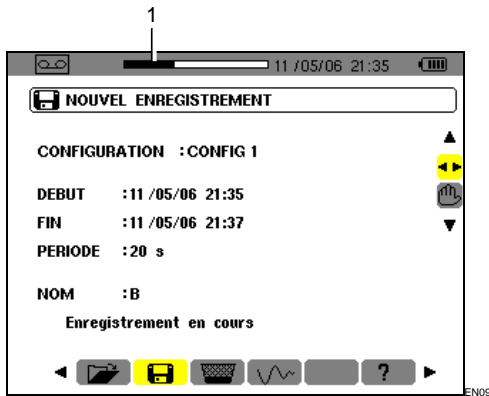 1
11 /05/06 21:35
NOUVEL ENREGISTREMENT
CONFIGURATION :CONFIG 1
DEBUT :11 /05/06 21:35
FIN :11 /05/06 21:37
PERIODE :20 s
NOM :B
Enregistrement en cours
?
EN09